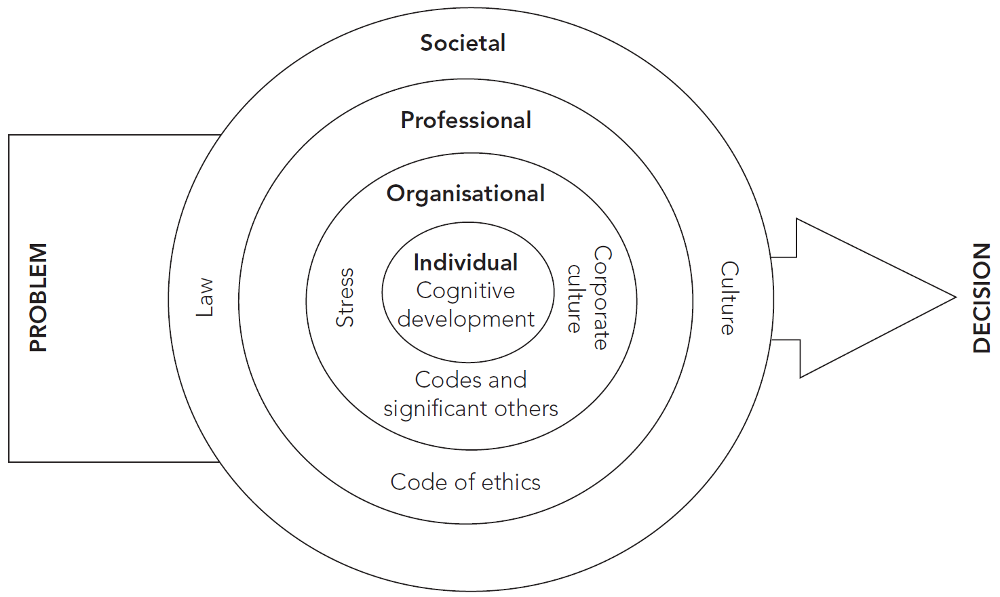 Societal
Professional
Organisational
Individual
Cognitive
development
PROBLEM
Law
Stress
Corporate
culture
Culture
DECISION
Codes and
significant others
Code of ethics